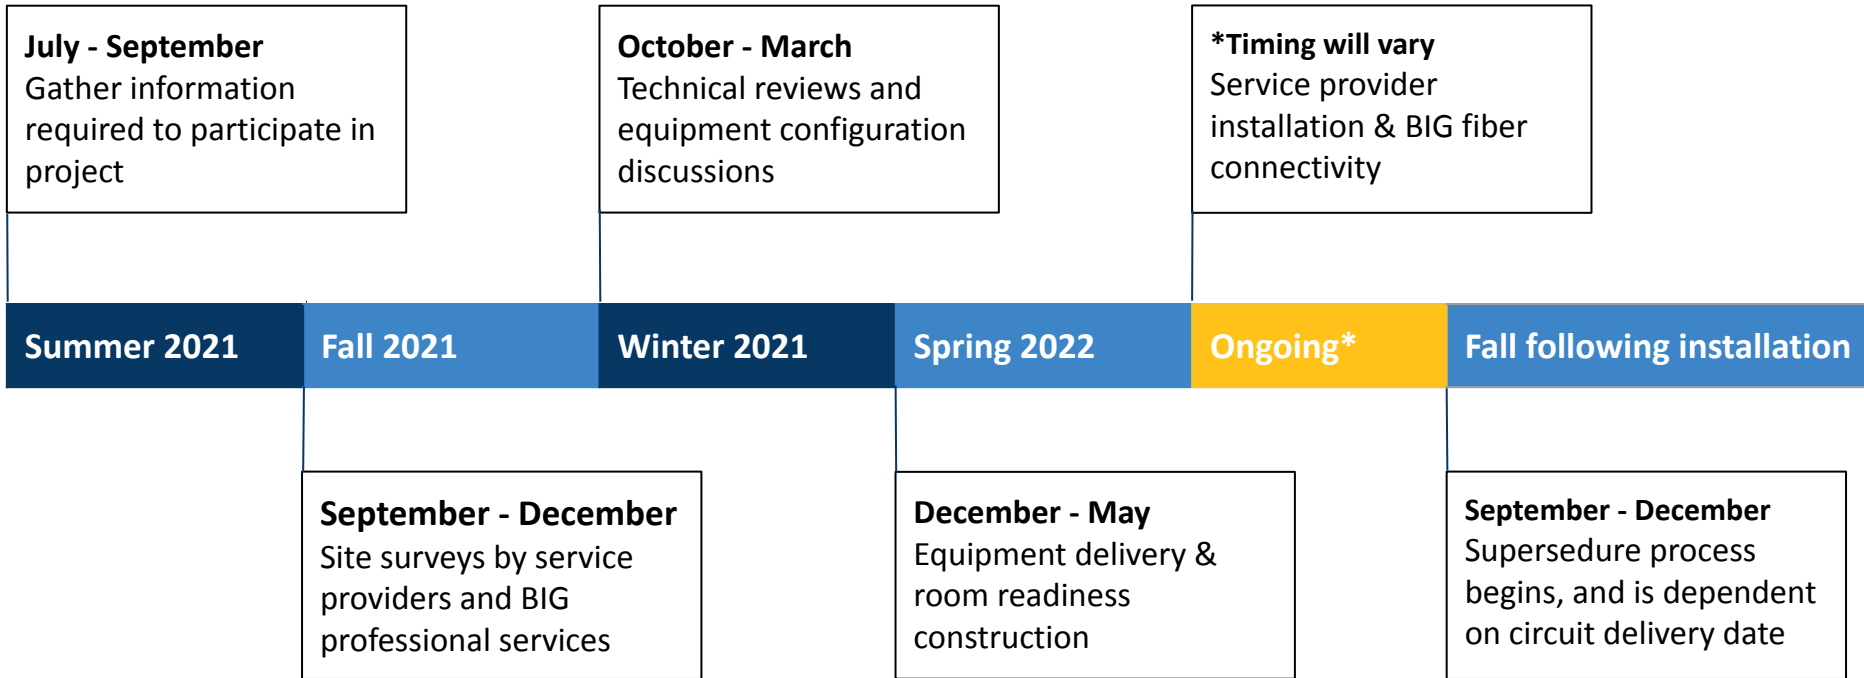 July - September
Gather information
required to participate in
project
October - March
Technical reviews and
equipment configuration
discussions
*Timing will vary
Service provider
installation & BIG fiber
connectivity
Summer 2021
Fall 2021
Winter 2021
Spring 2022
Ongoing*
Fall following installation
September - December
Site surveys by service
providers and BIG
professional services
December - May
Equipment delivery &
room readiness
construction
September - December
Supersedure process
begins, and is dependent
on circuit delivery date